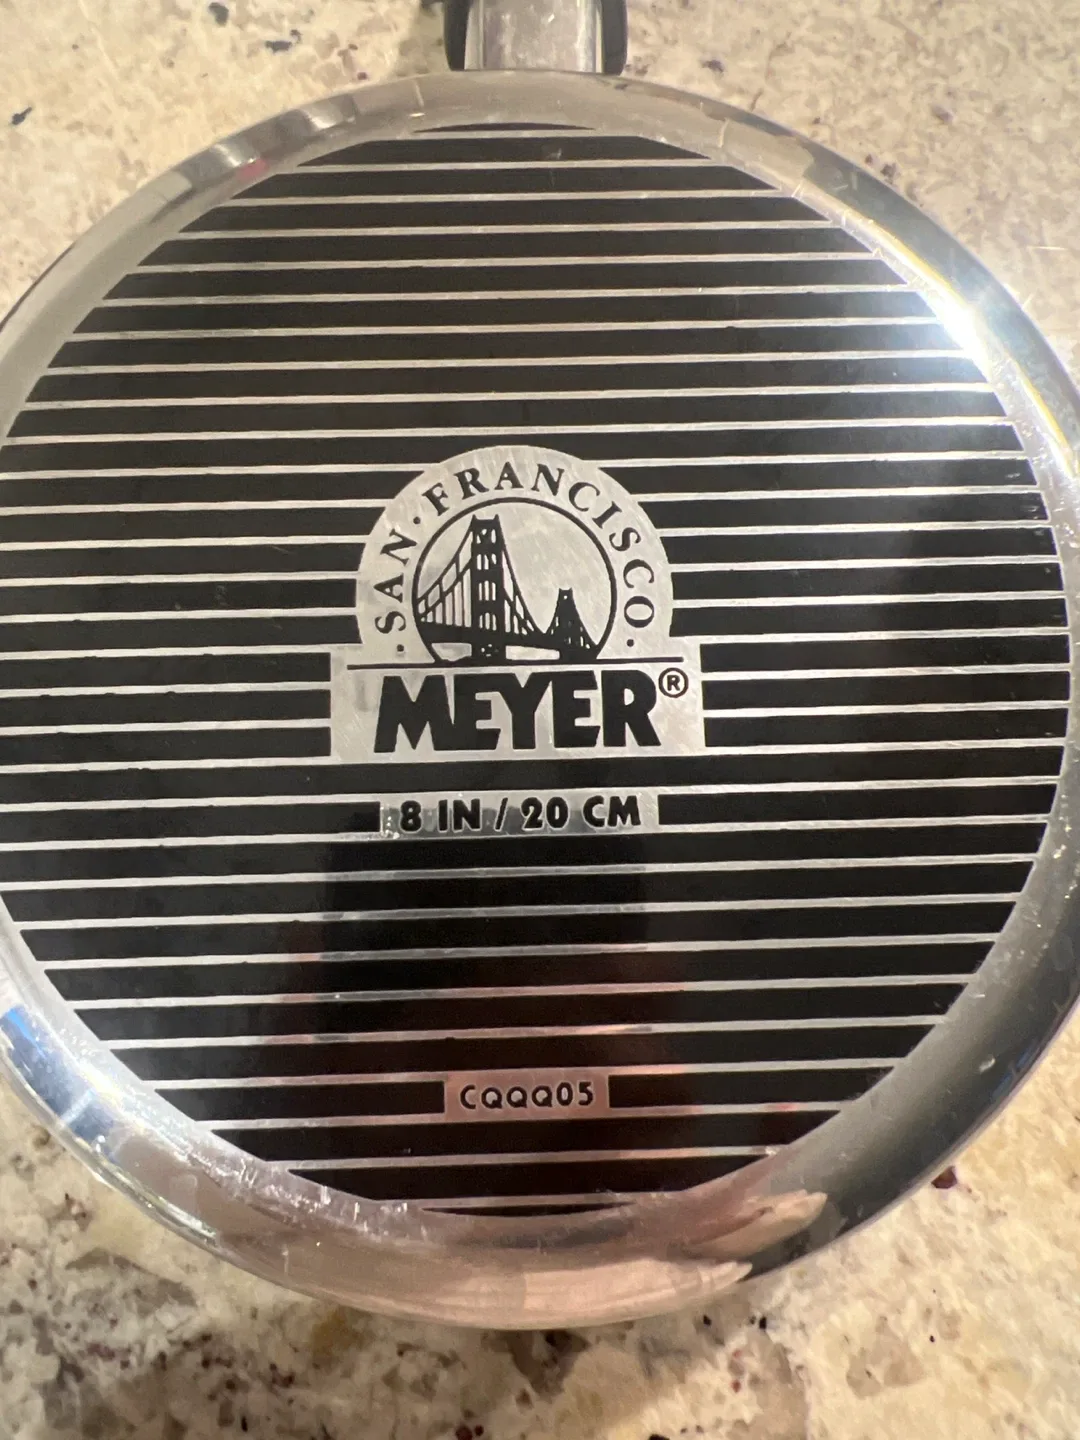 SAN · FRANCISCO
MEYER®
8 IN / 20 CM
CQQQ05